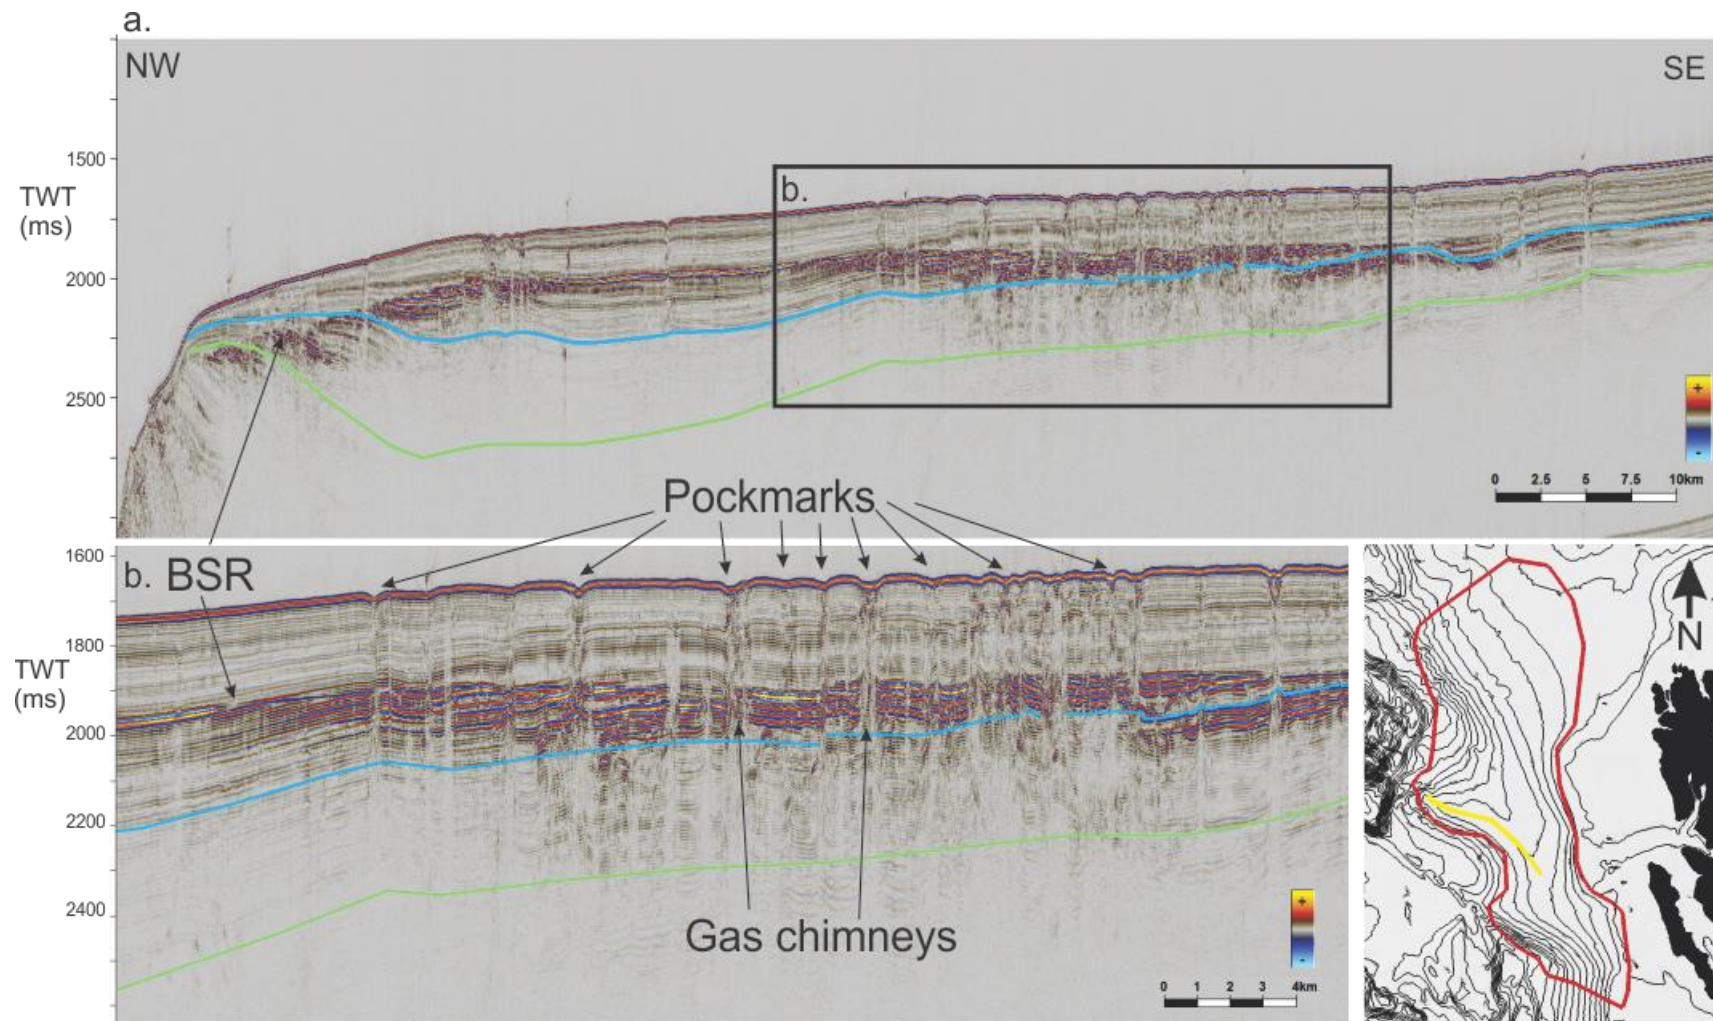 a.
NW
SE
1500
TWT
(ms)
b.
2000
2500
+
-
0 2.5 5 7.5 10km
Pockmarks
1600
b. BSR
N
1800
TWT
(ms)
2000
2200
2400
Gas chimneys
+
-
0 1 2 3 4km